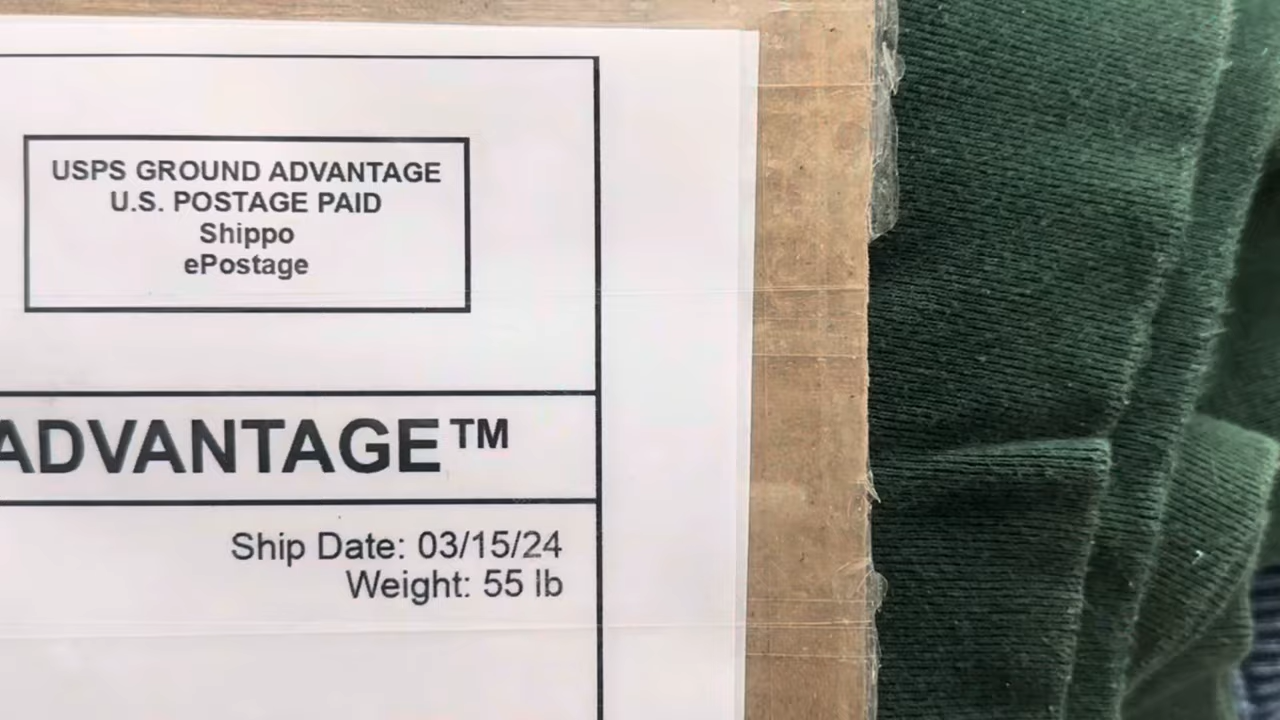 USPS GROUND ADVANTAGE
U.S. POSTAGE PAID
Shippo
ePostage
ADVANTAGE™
Ship Date: 03/15/24
Weight: 55 lb